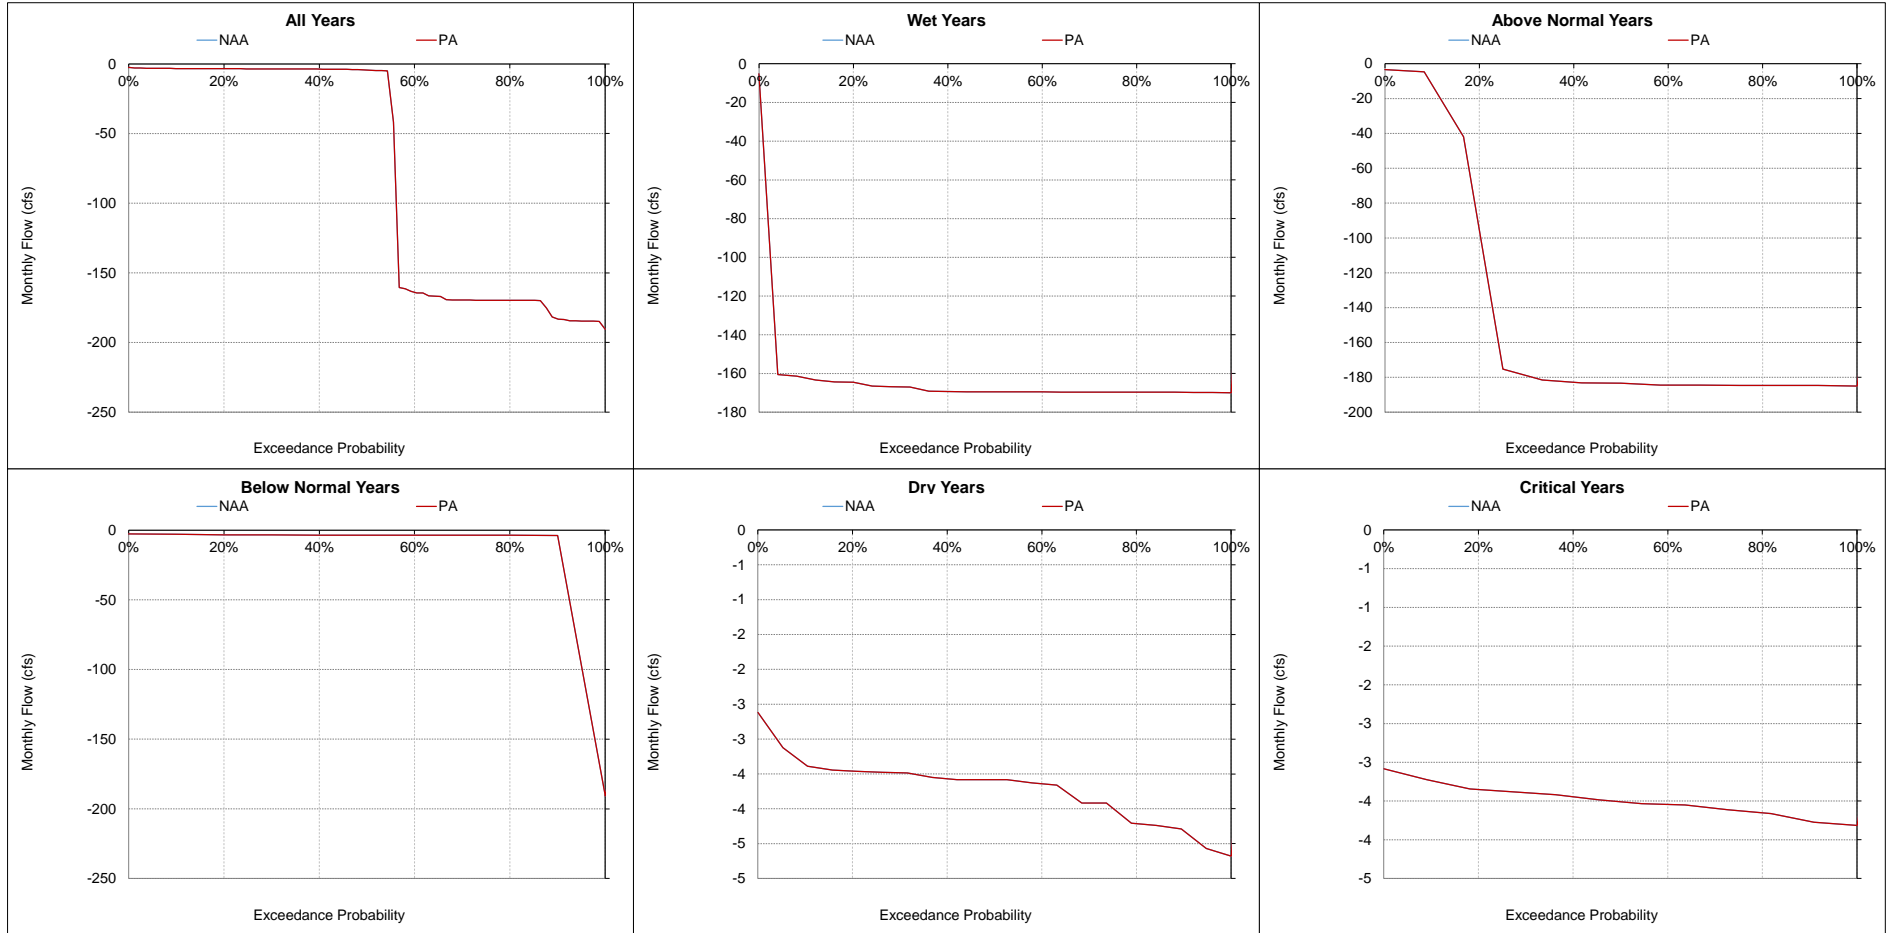 All Years
NAA PA
0
0% 20% 40% 60% 80% 100%
-50
-100
-150
-200
-250
Monthly Flow (cfs)
Exceedance Probability
Wet Years
NAA PA
0
0% 20% 40% 60% 80% 100%
-20
-40
-60
-80
-100
-120
-140
-160
-180
Monthly Flow (cfs)
Exceedance Probability
Above Normal Years
NAA PA
0
0% 20% 40% 60% 80% 100%
-20
-40
-60
-80
-100
-120
-140
-160
-180
-200
Monthly Flow (cfs)
Exceedance Probability
Below Normal Years
NAA PA
0
0% 20% 40% 60% 80% 100%
-50
-100
-150
-200
-250
Monthly Flow (cfs)
Exceedance Probability
Dry Years
NAA PA
0
0% 20% 40% 60% 80% 100%
-1
-1
-2
-2
-3
-3
-4
-4
-5
-5
Monthly Flow (cfs)
Exceedance Probability
Critical Years
NAA PA
0
0% 20% 40% 60% 80% 100%
-1
-1
-2
-2
-3
-3
-4
-4
-5
Monthly Flow (cfs)
Exceedance Probability